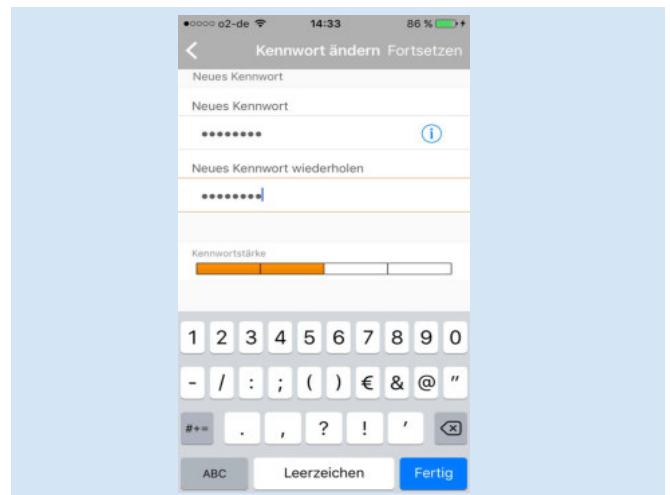 o2-de 14:33 86 %
Kennwort ändern Fortsetzen
Neues Kennwort
Neues Kennwort
••••••••
Neues Kennwort wiederholen
••••••••
Kennwortstärke
1 2 3 4 5 6 7 8 9 0
- / : ; ( ) € & @ "
#+= . , ? ! '
ABC Leerzeichen Fertig